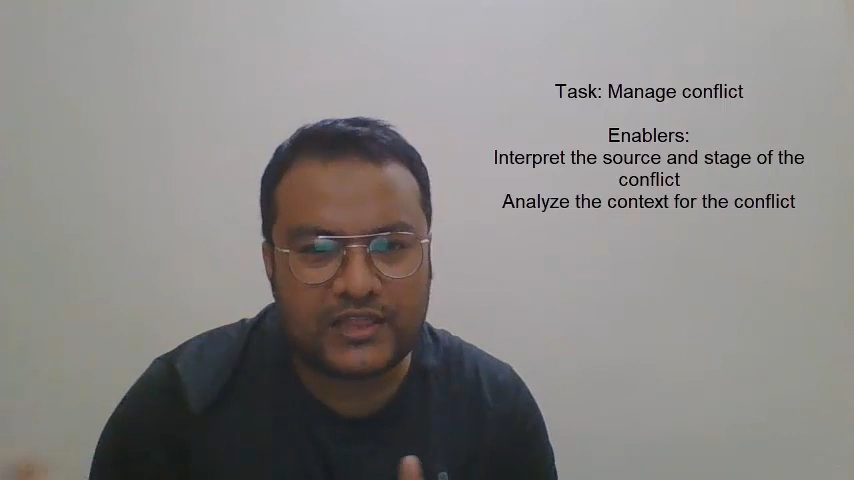 Task: Manage conflict
Enablers:
Interpret the source and stage of the
conflict
Analyze the context for the conflict